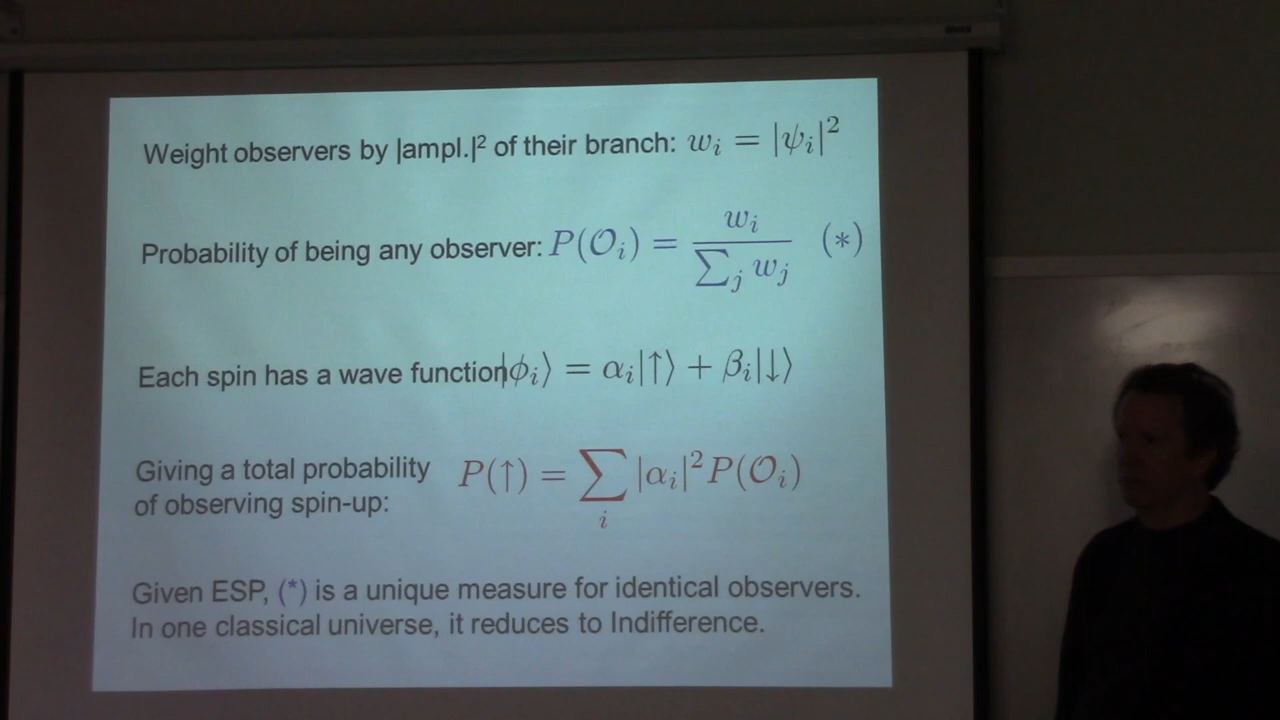 Weight observers by |ampl.|² of their branch: wᵢ = |ψᵢ|²
Probability of being any observer: P(𝒪ᵢ) = wᵢ / ∑ⱼ wⱼ (*)
Each spin has a wave function |ϕᵢ⟩ = αᵢ|↑⟩ + βᵢ|↓⟩
Giving a total probability P(↑) = ∑ᵢ |αᵢ|² P(𝒪ᵢ)
of observing spin-up:
Given ESP, (*) is a unique measure for identical observers.
In one classical universe, it reduces to Indifference.